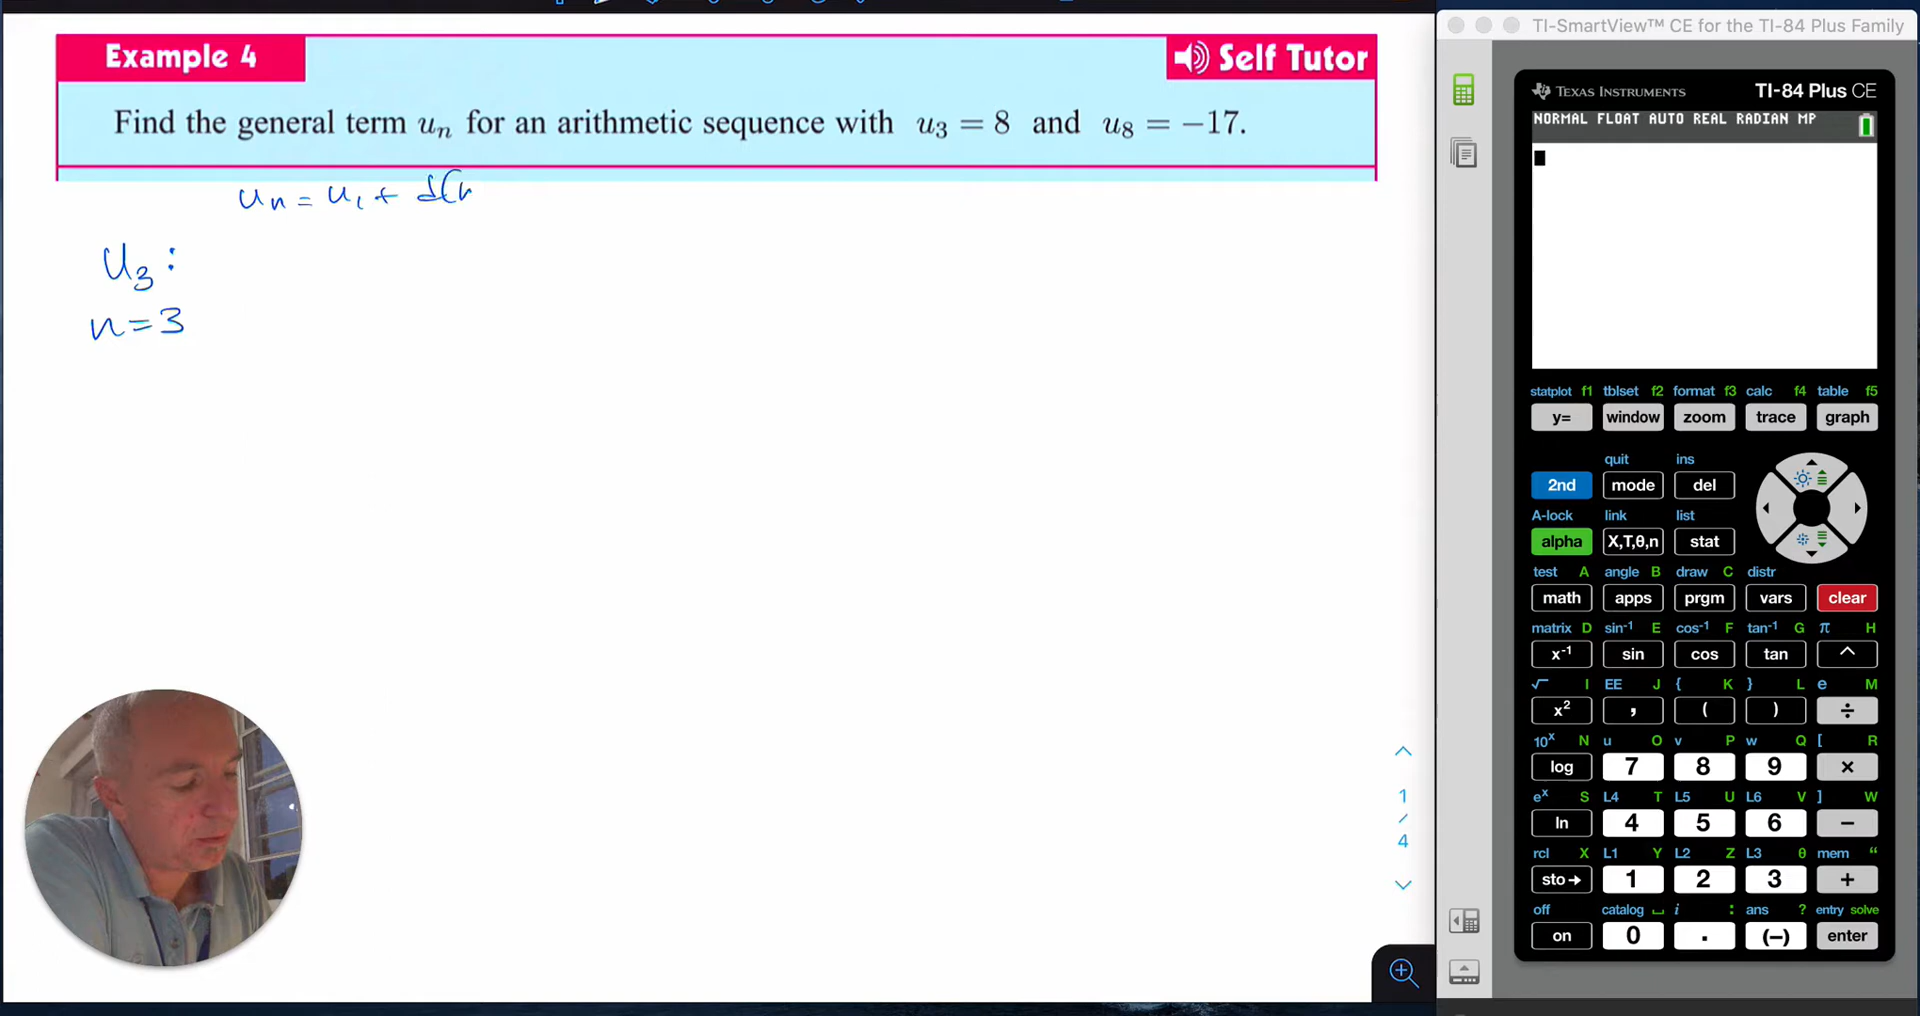 TI-SmartView™ CE for the TI-84 Plus Family
Example 4
Self Tutor
Find the general term uₙ for an arithmetic sequence with u₃ = 8 and u₈ = −17.
uₙ = u₁ + d(n
u₃ :
n = 3
1
/
4
TEXAS INSTRUMENTS TI-84 Plus CE
NORMAL FLOAT AUTO REAL RADIAN MP
statplot f1 tblset f2 format f3 calc f4 table f5
y= window zoom trace graph
quit ins
2nd mode del
A-lock link list
alpha X,T,θ,n stat
test A angle B draw C distr
math apps prgm vars clear
matrix D sin⁻¹ E cos⁻¹ F tan⁻¹ G π H
x⁻¹ sin cos tan ^
√ I EE J { K } L e M
x² , ( ) ÷
10ˣ N u O v P w Q [ R
log 7 8 9 ×
eˣ S L4 T L5 U L6 V ] W
ln 4 5 6 −
rcl X L1 Y L2 Z L3 θ mem “
sto→ 1 2 3 +
off catalog ⎵ i : ans ? entry solve
on 0 . (−) enter